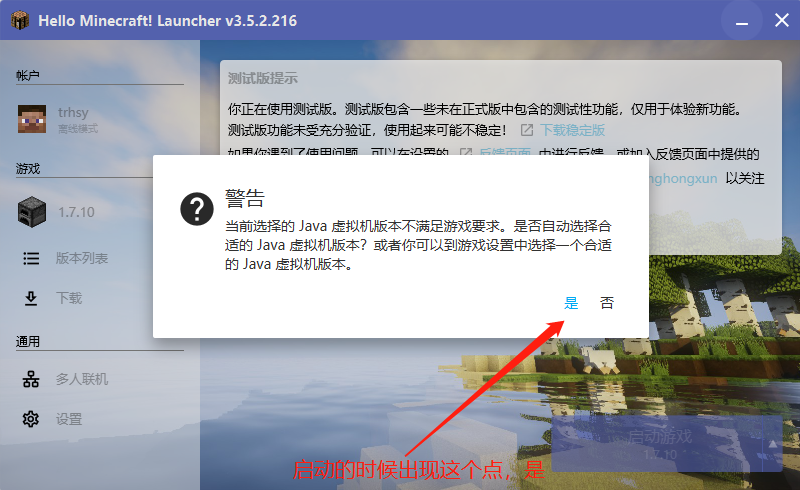 Hello Minecraft! Launcher v3.5.2.216
帐户
trhsy
离线模式
游戏
1.7.10
版本列表
下载
通用
多人联机
设置
测试版提示
你正在使用测试版。测试版包含一些未在正式版中包含的测试性功能，仅用于体验新功能。
测试版功能未受充分验证，使用起来可能不稳定！ 下载稳定版
如果你遇到了使用问题，可以在设置的 反馈页面 中进行反馈，或加入反馈页面中提供的
nghongxun 以关注
警告
当前选择的 Java 虚拟机版本不满足游戏要求。是否自动选择合
适的 Java 虚拟机版本？或者你可以到游戏设置中选择一个合适
的 Java 虚拟机版本。
是 否
启动的时候出现这个点，是
启动游戏
1.7.10